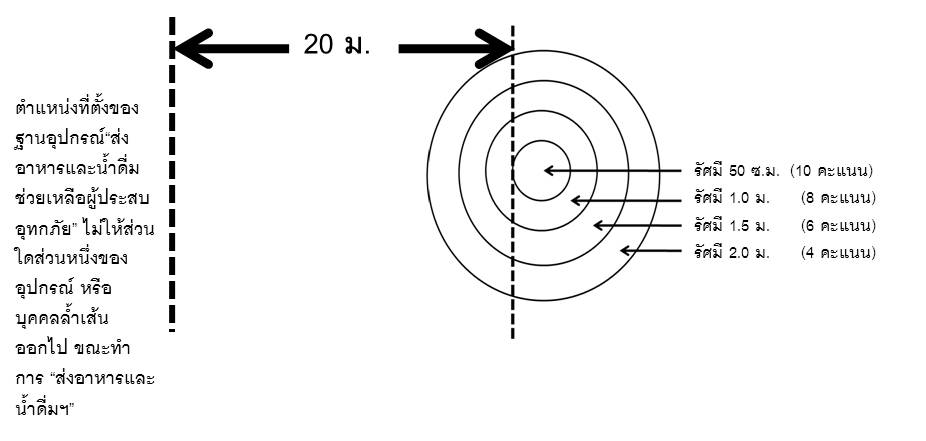 20 ม.
ตำแหน่งที่ตั้งของ
ฐานอุปกรณ์“ส่ง
อาหารและน้ำดื่ม
ช่วยเหลือผู้ประสบ
อุทกภัย” ไม่ให้ส่วน
ใดส่วนหนึ่งของ
อุปกรณ์ หรือ
บุคคลล้ำเส้น
ออกไป ขณะทำ
การ “ส่งอาหารและ
น้ำดื่มฯ”
รัศมี 50 ซ.ม. (10 คะแนน)
รัศมี 1.0 ม. (8 คะแนน)
รัศมี 1.5 ม. (6 คะแนน)
รัศมี 2.0 ม. (4 คะแนน)